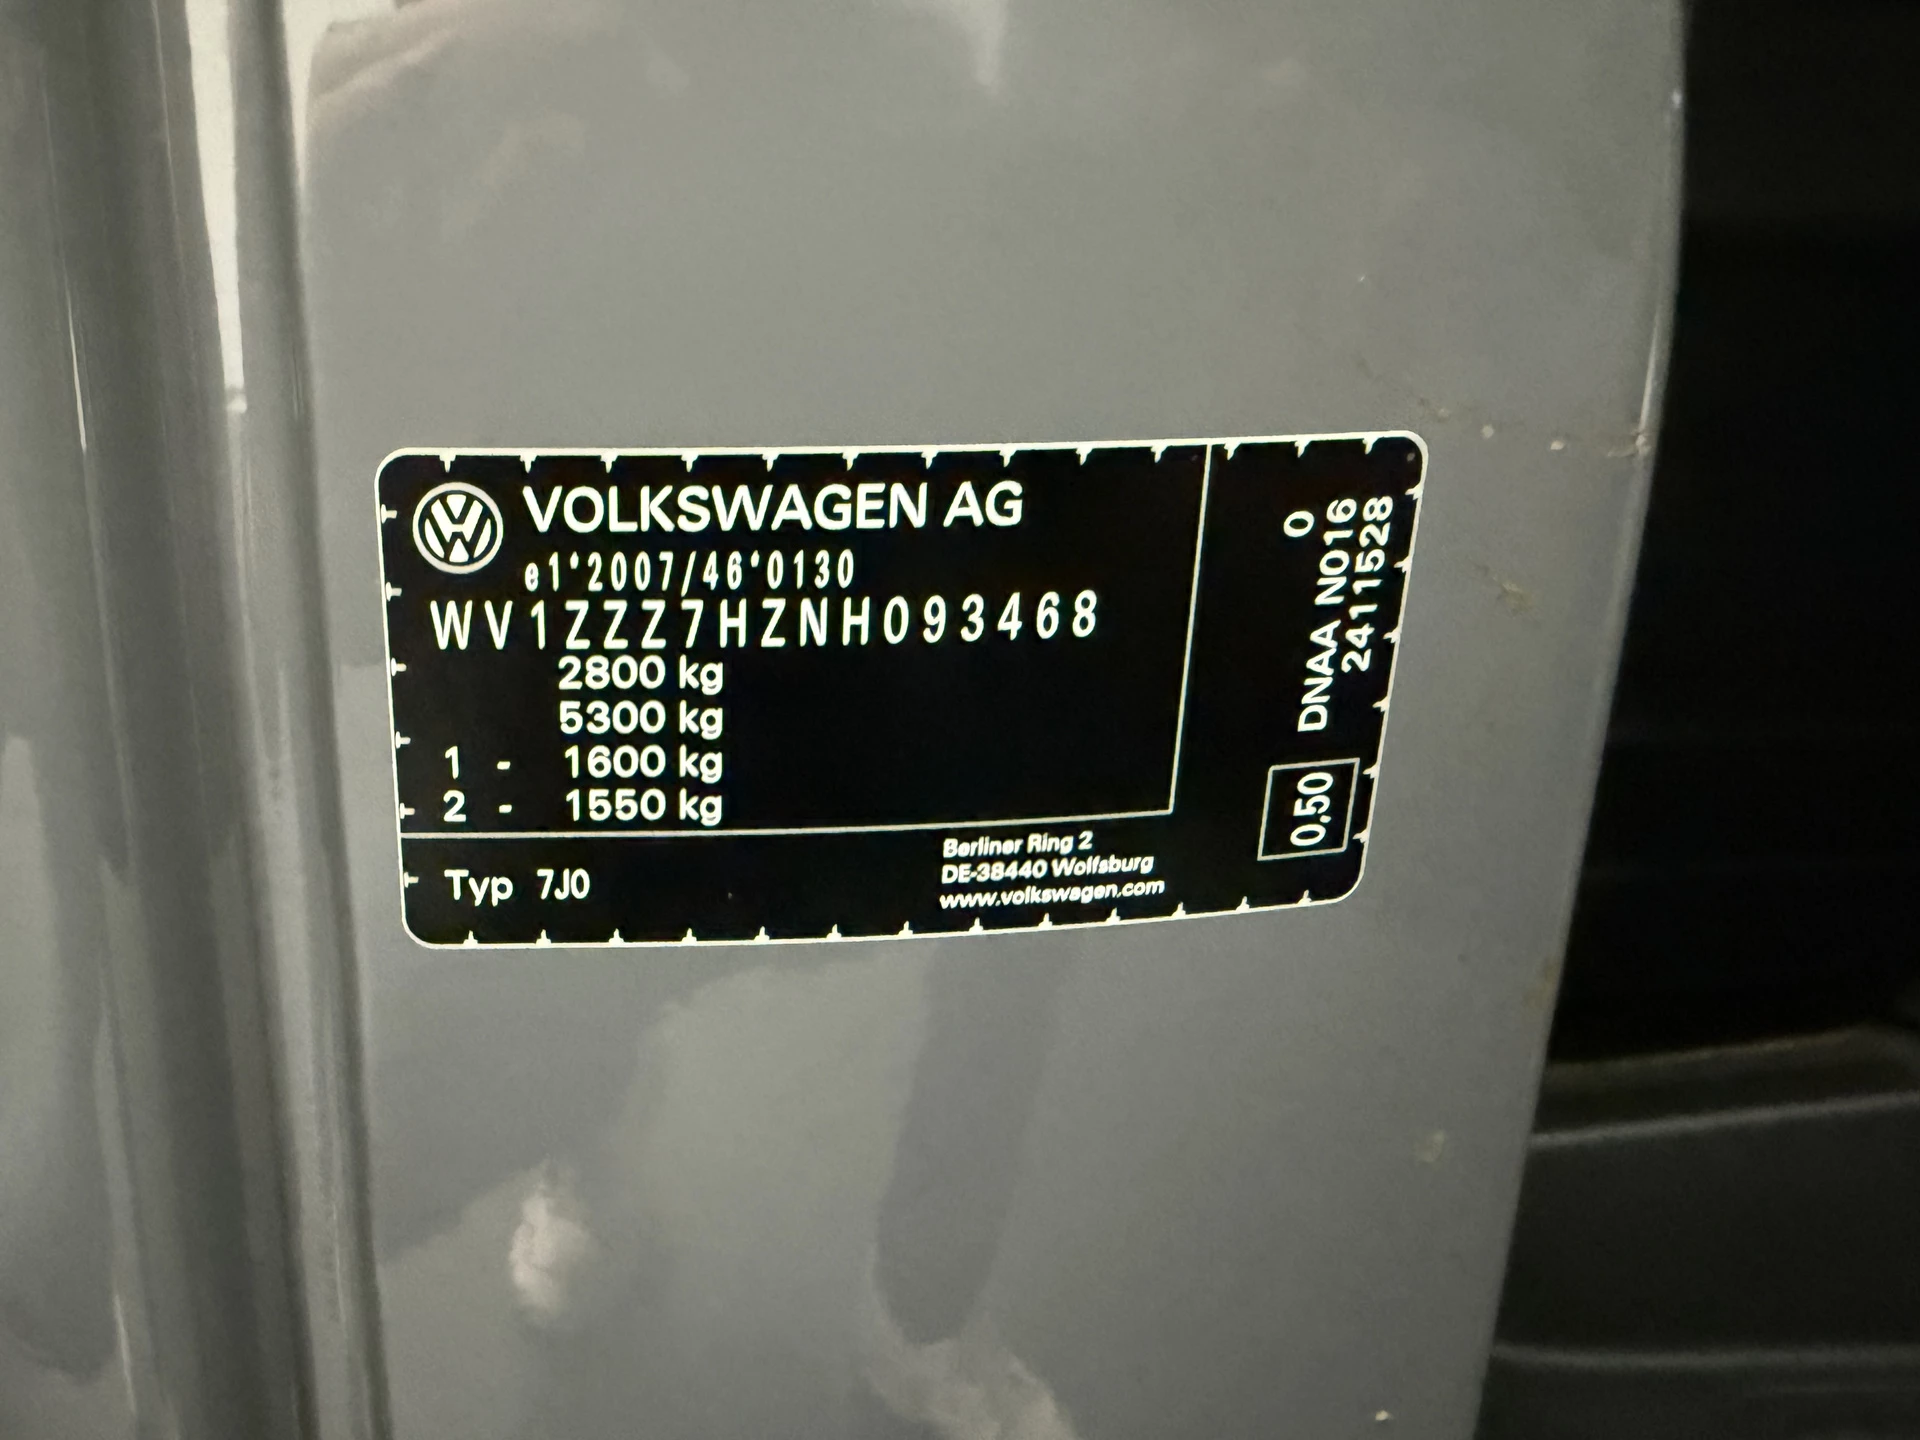 VOLKSWAGEN AG
e1*2007/46*0130
WV1ZZZ7HZNH093468
2800 kg
5300 kg
1 - 1600 kg
2 - 1550 kg
Typ 7J0
Berliner Ring 2
DE-38440 Wolfsburg
www.volkswagen.com
0
DNAA N016
2411528
0,50